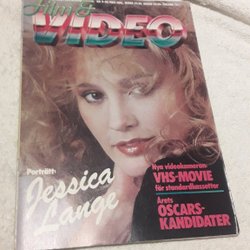 Film &
VIDEO
Porträtt:
Jessica
Lange
Nya videokameran:
VHS-MOVIE
för standardkassetter
Årets
OSCARS-
KANDIDATER